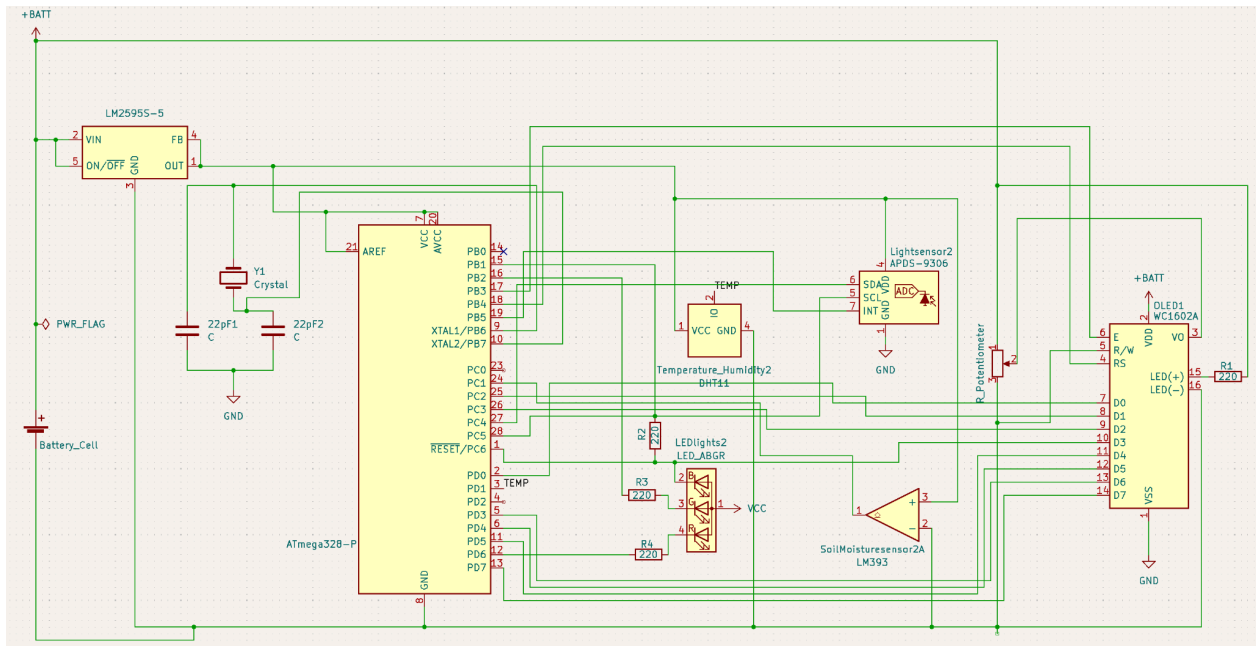 +BATT
LM2595S-5
2 VIN FB 4
5 ON/OFF GND OUT 1
3
7 20
VCC AVCC
21 AREF
PB0 14
PB1 15
PB2 16
PB3 17
PB4 18
PB5 19
XTAL1/PB6 9
XTAL2/PB7 10
PC0 23
PC1 24
PC2 25
PC3 26
PC4 27
PC5 28
RESET/PC6 1
PD0 2
PD1 3 TEMP
PD2 4
PD3 5
PD4 6
PD5 11
PD6 12
PD7 13
GND
8
ATmega328-P
Y1
Crystal
22pF1
C
22pF2
C
GND
PWR_FLAG
+
Battery_Cell
TEMP
2
IO
1 VCC GND 4
Temperature_Humidity2
DHT11
Lightsensor2
APDS-9306
4
6 SDA VDD
5 SCL ADC
7 INT GND
1
GND
R2
220
R3
220
R4
220
LEDlights2
LED_ABGR
2 B
3 G 1 VCC
4 R
1
3 +
2 -
SoilMoisturesensor2A
LM393
R_Potentiometer
1
2
3
+BATT
OLED1
WC1602A
2
VDD
6 E VO 3
5 R/W
4 RS
LED(+) 15
LED(-) 16
R1
220
7 D0
8 D1
9 D2
10 D3
11 D4
12 D5
13 D6
14 D7
VSS
1
GND